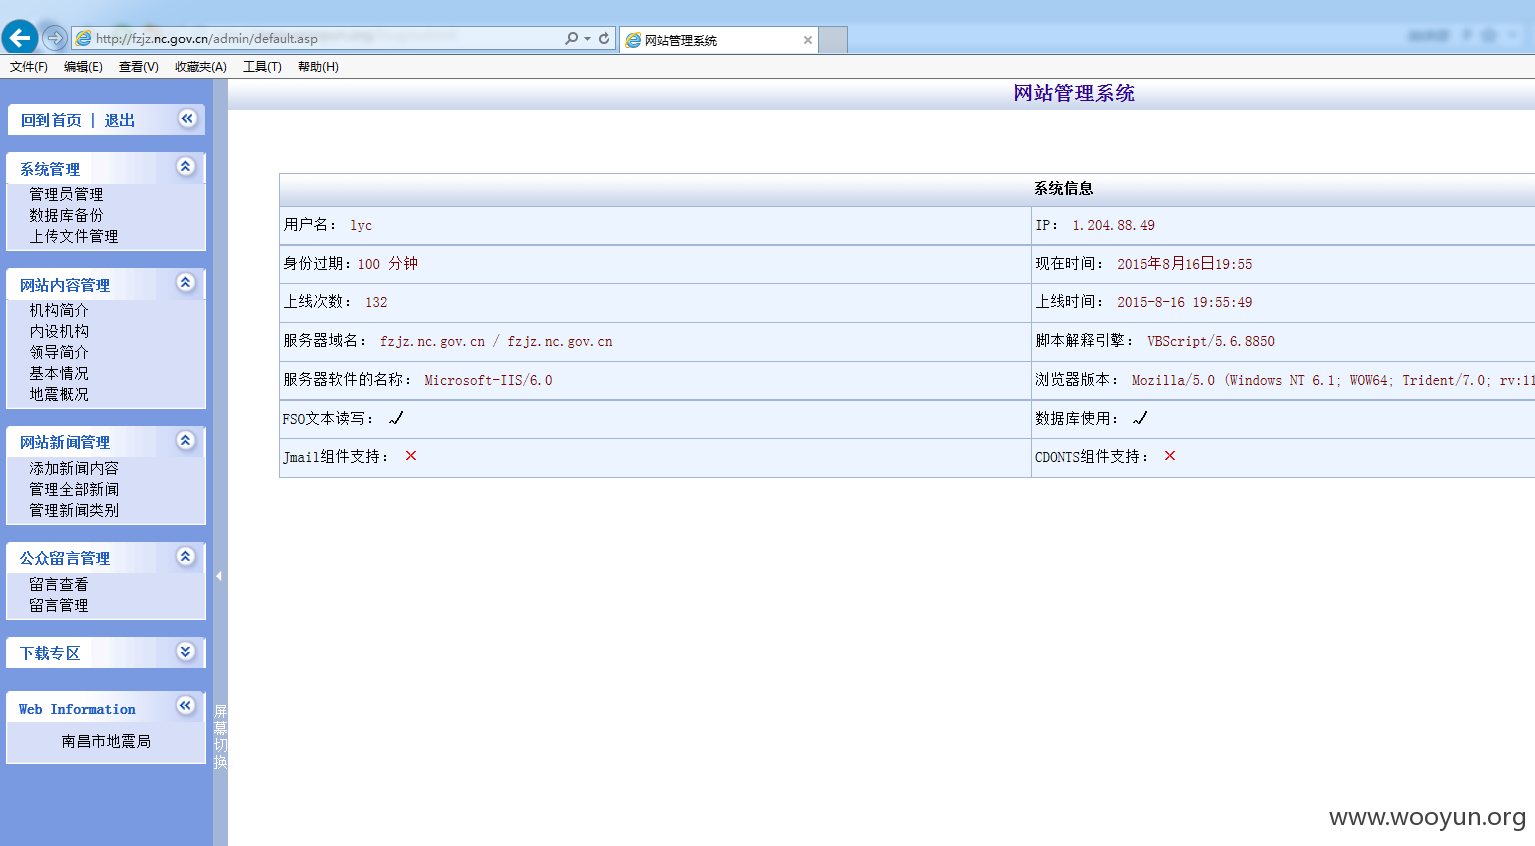 http://fzjz.nc.gov.cn/admin/default.asp
网站管理系统
文件(F) 编辑(E) 查看(V) 收藏夹(A) 工具(T) 帮助(H)
网站管理系统
回到首页 | 退出
系统管理
管理员管理
数据库备份
上传文件管理
网站内容管理
机构简介
内设机构
领导简介
基本情况
地震概况
网站新闻管理
添加新闻内容
管理全部新闻
管理新闻类别
公众留言管理
留言查看
留言管理
下载专区
Web Information
南昌市地震局
屏幕切换
系统信息
用户名: lyc
IP: 1.204.88.49
身份过期:100 分钟
现在时间: 2015年8月16日19:55
上线次数: 132
上线时间: 2015-8-16 19:55:49
服务器域名: fzjz.nc.gov.cn / fzjz.nc.gov.cn
脚本解释引擎: VBScript/5.6.8850
服务器软件的名称: Microsoft-IIS/6.0
浏览器版本: Mozilla/5.0 (Windows NT 6.1; WOW64; Trident/7.0; rv:11
FSO文本读写: ✓
数据库使用: ✓
Jmail组件支持: ×
CDONTS组件支持: ×
www.wooyun.org